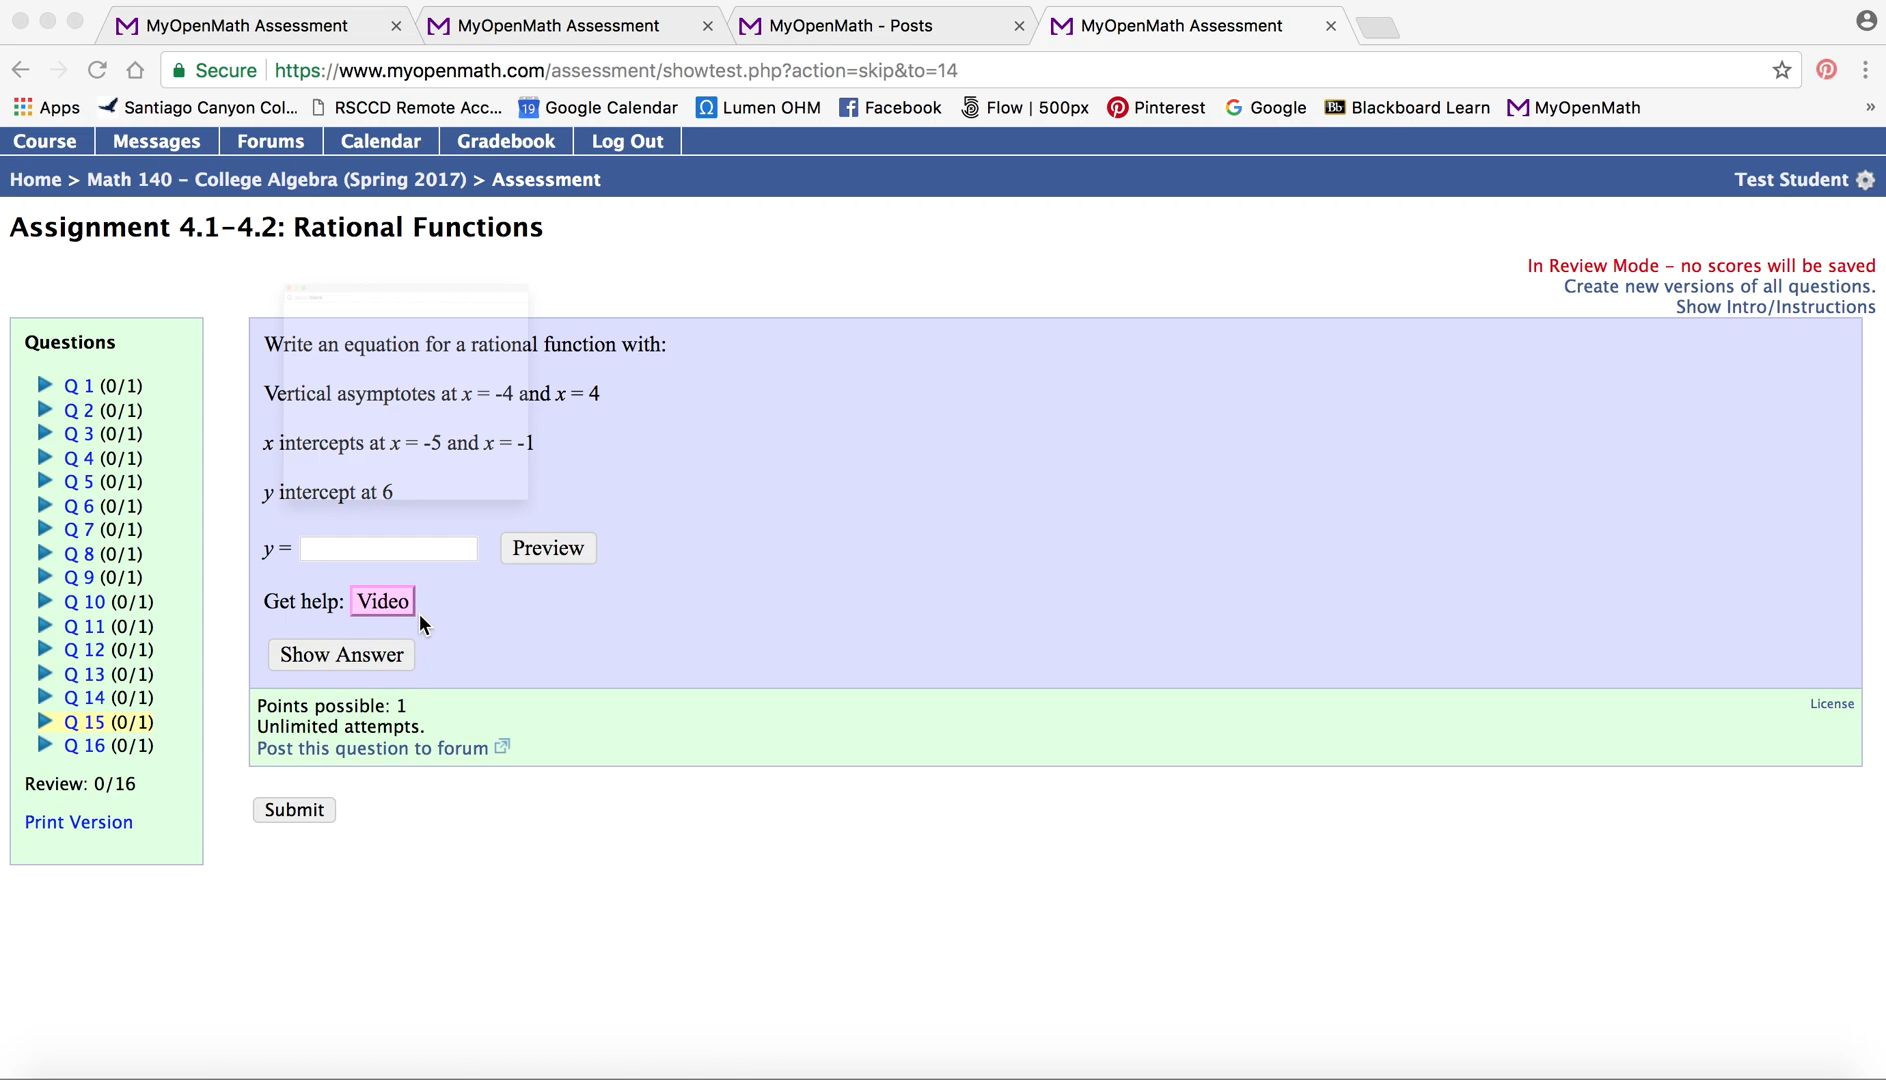 MyOpenMath Assessment × MyOpenMath Assessment × MyOpenMath - Posts × MyOpenMath Assessment ×
Secure https://www.myopenmath.com/assessment/showtest.php?action=skip&to=14
Apps Santiago Canyon Col... RSCCD Remote Acc... 19 Google Calendar Ω Lumen OHM Facebook Flow | 500px Pinterest Google Bb Blackboard Learn MyOpenMath »
Course Messages Forums Calendar Gradebook Log Out
Home > Math 140 – College Algebra (Spring 2017) > Assessment Test Student
Assignment 4.1–4.2: Rational Functions
In Review Mode – no scores will be saved
Create new versions of all questions.
Show Intro/Instructions
Questions
Q 1 (0/1)
Q 2 (0/1)
Q 3 (0/1)
Q 4 (0/1)
Q 5 (0/1)
Q 6 (0/1)
Q 7 (0/1)
Q 8 (0/1)
Q 9 (0/1)
Q 10 (0/1)
Q 11 (0/1)
Q 12 (0/1)
Q 13 (0/1)
Q 14 (0/1)
Q 15 (0/1)
Q 16 (0/1)
Review: 0/16
Print Version
Write an equation for a rational function with:
Vertical asymptotes at x = -4 and x = 4
x intercepts at x = -5 and x = -1
y intercept at 6
y = Preview
Get help: Video
Show Answer
Points possible: 1
Unlimited attempts.
Post this question to forum
License
Submit